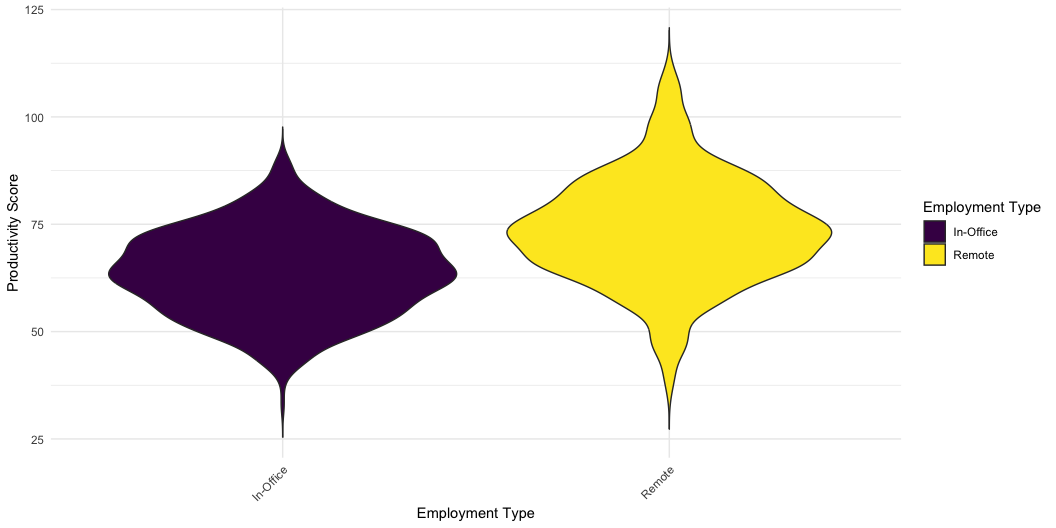 125
100
75
50
25
Productivity Score
In-Office
Remote
Employment Type
Employment Type
In-Office
Remote